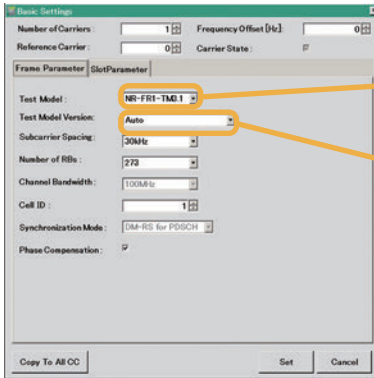 Basic Settings
Number of Carriers: 1 Frequency Offset [Hz]: 0
Reference Carrier: 0 Carrier State:
Frame Parameter SlotParameter
Test Model: NR-FR1-TM3.1
Test Model Version: Auto
Subcarrier Spacing: 30kHz
Number of RBs: 273
Channel Bandwidth: 100MHz
Cell ID: 1
Synchronization Mode: DM-RS for PDSCH
Phase Compensation:
Copy To All CC Set Cancel